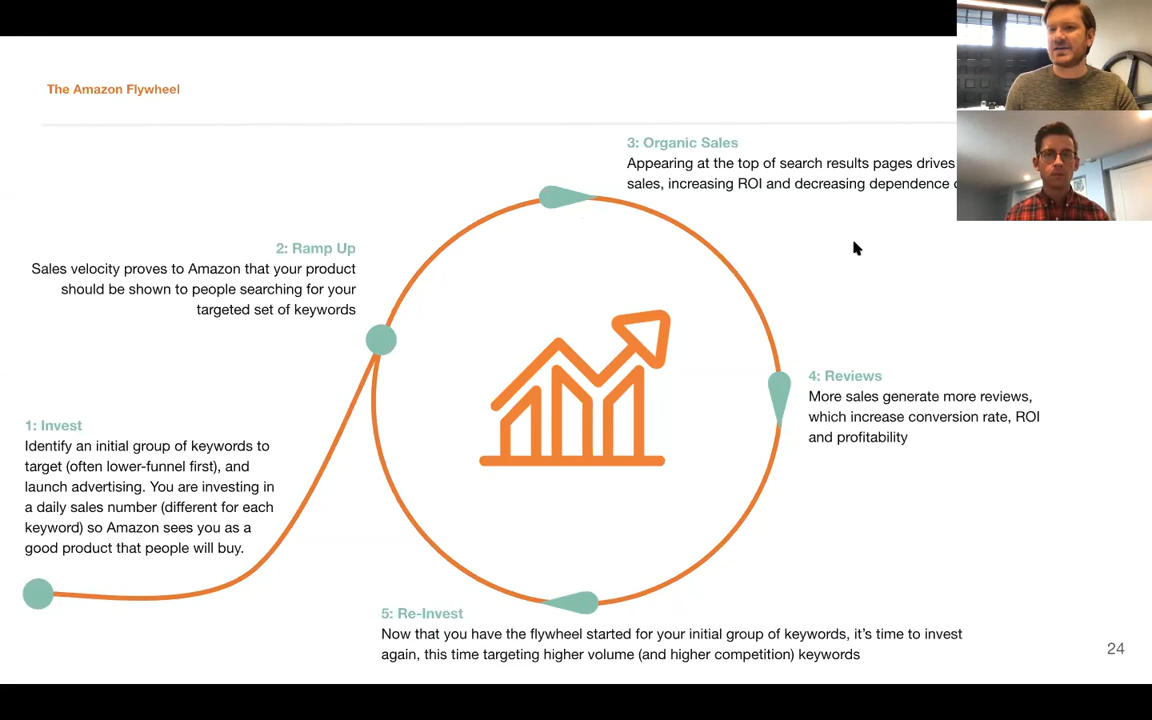 The Amazon Flywheel
3: Organic Sales
Appearing at the top of search results pages drives
sales, increasing ROI and decreasing dependence
2: Ramp Up
Sales velocity proves to Amazon that your product
should be shown to people searching for your
targeted set of keywords
4: Reviews
More sales generate more reviews,
which increase conversion rate, ROI
and profitability
1: Invest
Identify an initial group of keywords to
target (often lower-funnel first), and
launch advertising. You are investing in
a daily sales number (different for each
keyword) so Amazon sees you as a
good product that people will buy.
5: Re-Invest
Now that you have the flywheel started for your initial group of keywords, it's time to invest
again, this time targeting higher volume (and higher competition) keywords
24